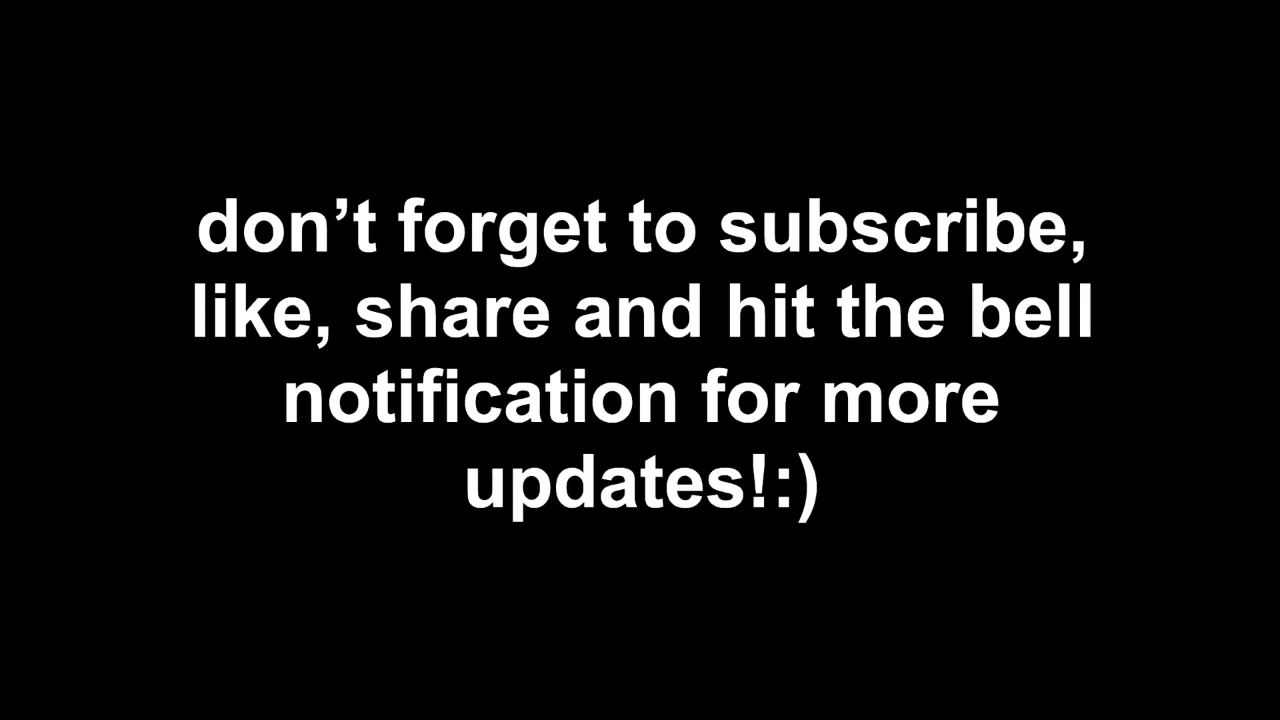 don’t forget to subscribe,
like, share and hit the bell
notification for more
updates!:)